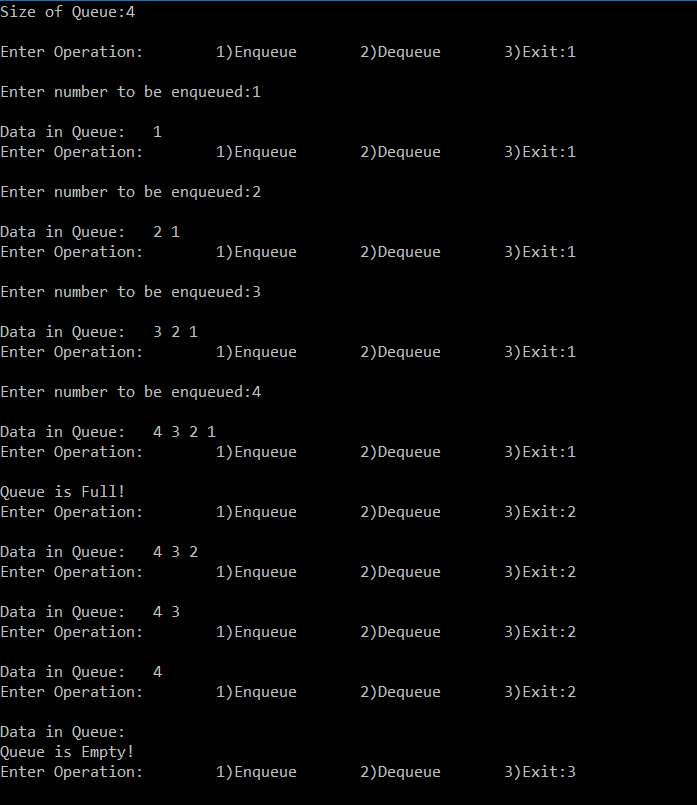 Size of Queue:4
Enter Operation:        1)Enqueue       2)Dequeue       3)Exit:1
Enter number to be enqueued:1
Data in Queue:   1
Enter Operation:        1)Enqueue       2)Dequeue       3)Exit:1
Enter number to be enqueued:2
Data in Queue:   2 1
Enter Operation:        1)Enqueue       2)Dequeue       3)Exit:1
Enter number to be enqueued:3
Data in Queue:   3 2 1
Enter Operation:        1)Enqueue       2)Dequeue       3)Exit:1
Enter number to be enqueued:4
Data in Queue:   4 3 2 1
Enter Operation:        1)Enqueue       2)Dequeue       3)Exit:1
Queue is Full!
Enter Operation:        1)Enqueue       2)Dequeue       3)Exit:2
Data in Queue:   4 3 2
Enter Operation:        1)Enqueue       2)Dequeue       3)Exit:2
Data in Queue:   4 3
Enter Operation:        1)Enqueue       2)Dequeue       3)Exit:2
Data in Queue:   4
Enter Operation:        1)Enqueue       2)Dequeue       3)Exit:2
Data in Queue:
Queue is Empty!
Enter Operation:        1)Enqueue       2)Dequeue       3)Exit:3